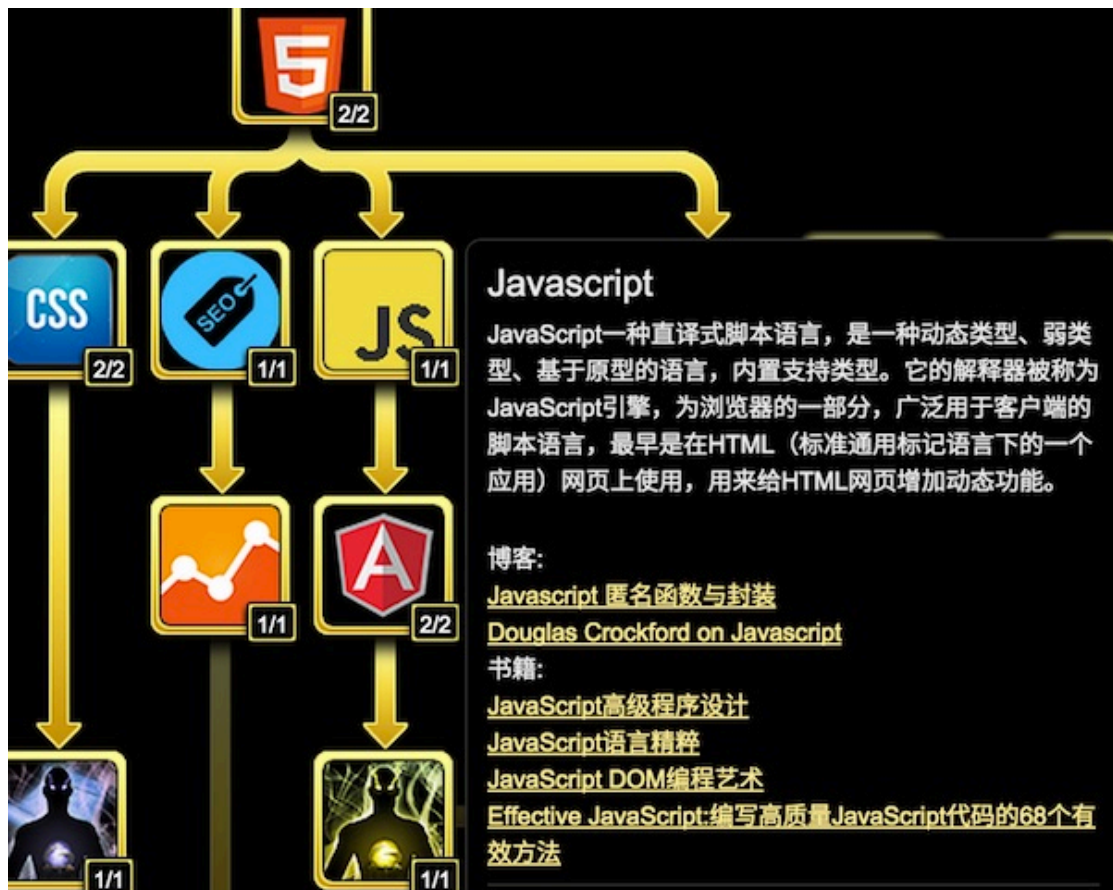 5
2/2
CSS
2/2
SEO
1/1
JS
1/1
1/1
A
2/2
1/1
1/1
Javascript
JavaScript一种直译式脚本语言，是一种动态类型、弱类
型、基于原型的语言，内置支持类型。它的解释器被称为
JavaScript引擎，为浏览器的一部分，广泛用于客户端的
脚本语言，最早是在HTML（标准通用标记语言下的一个
应用）网页上使用，用来给HTML网页增加动态功能。
博客:
Javascript 匿名函数与封装
Douglas Crockford on Javascript
书籍:
JavaScript高级程序设计
JavaScript语言精粹
JavaScript DOM编程艺术
Effective JavaScript:编写高质量JavaScript代码的68个有
效方法